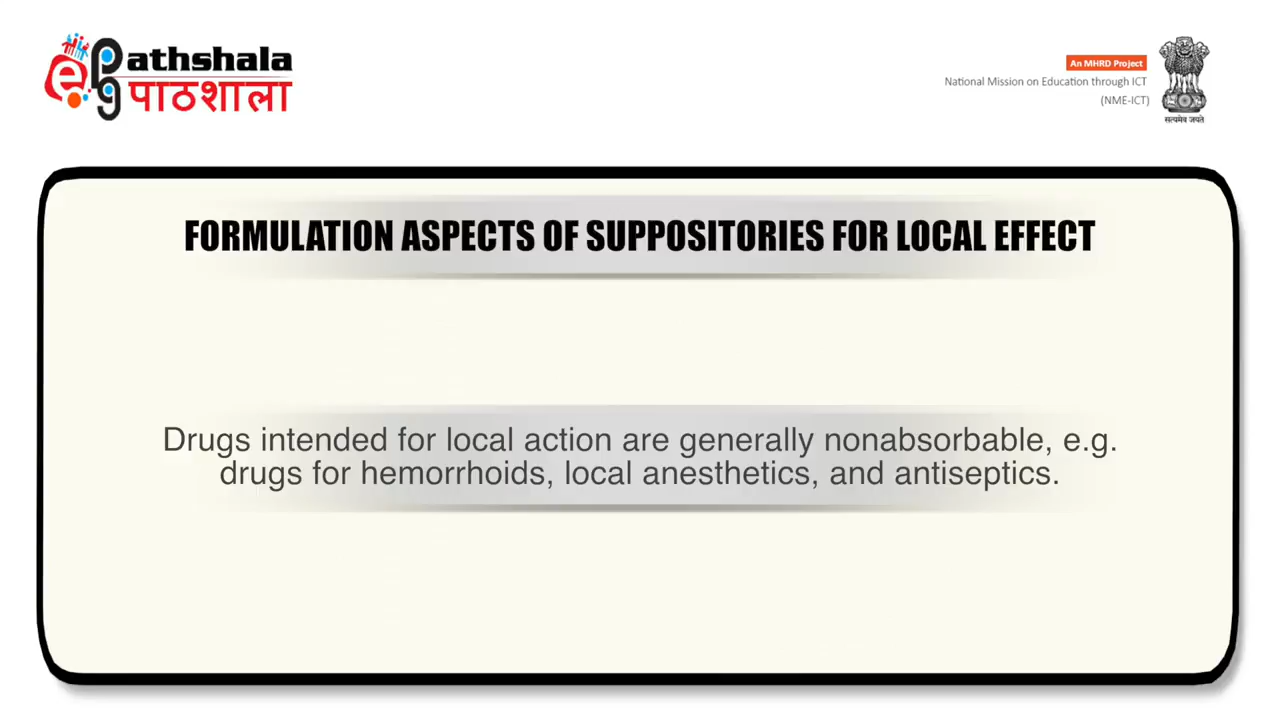 e pg Pathshala
पाठशाला
An MHRD Project
National Mission on Education through ICT
(NME-ICT)
सत्यमेव जयते
FORMULATION ASPECTS OF SUPPOSITORIES FOR LOCAL EFFECT
Drugs intended for local action are generally nonabsorbable, e.g.
drugs for hemorrhoids, local anesthetics, and antiseptics.